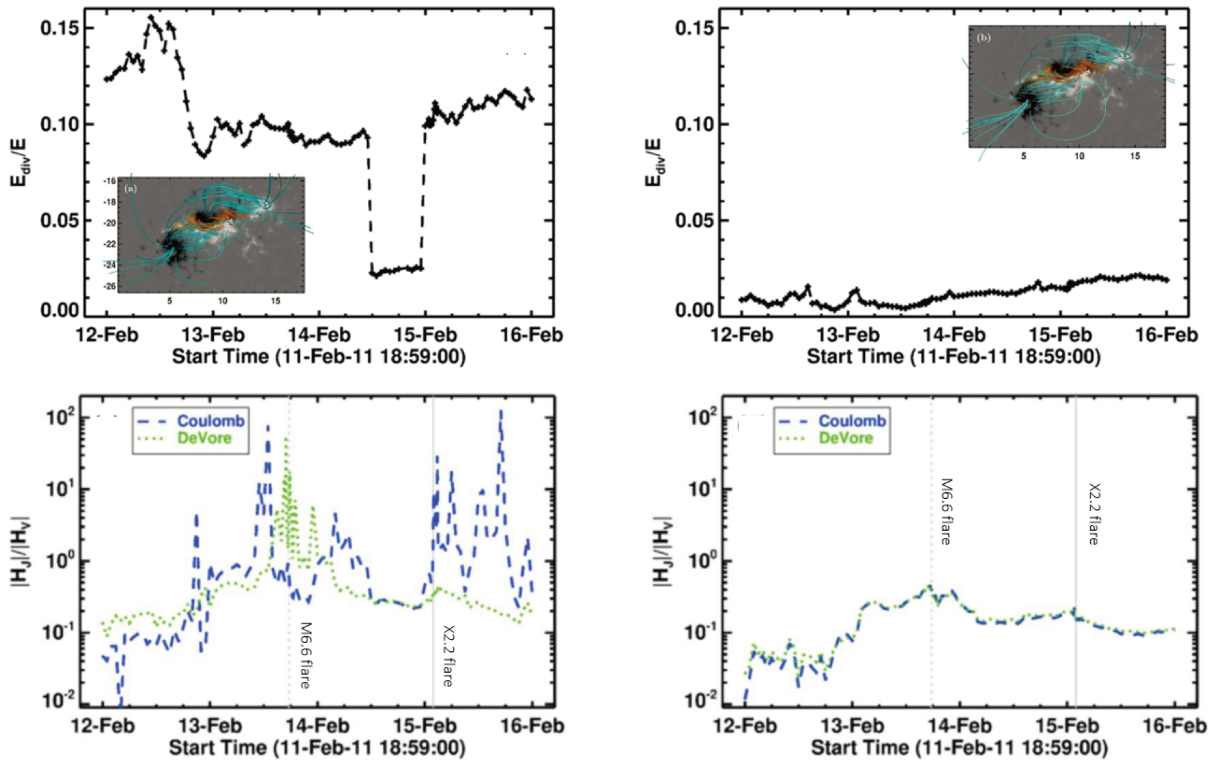 0.15
0.10
0.05
0.00
E_div/E
(a)
-16
-18
-20
-22
-24
-26
5 10 15
12-Feb 13-Feb 14-Feb 15-Feb 16-Feb
Start Time (11-Feb-11 18:59:00)
0.15
0.10
0.05
0.00
E_div/E
(b)
5 10 15
12-Feb 13-Feb 14-Feb 15-Feb 16-Feb
Start Time (11-Feb-11 18:59:00)
10^2
10^1
10^0
10^-1
10^-2
|H_J|/|H_V|
Coulomb
DeVore
M6.6 flare
X2.2 flare
12-Feb 13-Feb 14-Feb 15-Feb 16-Feb
Start Time (11-Feb-11 18:59:00)
10^2
10^1
10^0
10^-1
10^-2
|H_J|/|H_V|
Coulomb
DeVore
M6.6 flare
X2.2 flare
12-Feb 13-Feb 14-Feb 15-Feb 16-Feb
Start Time (11-Feb-11 18:59:00)